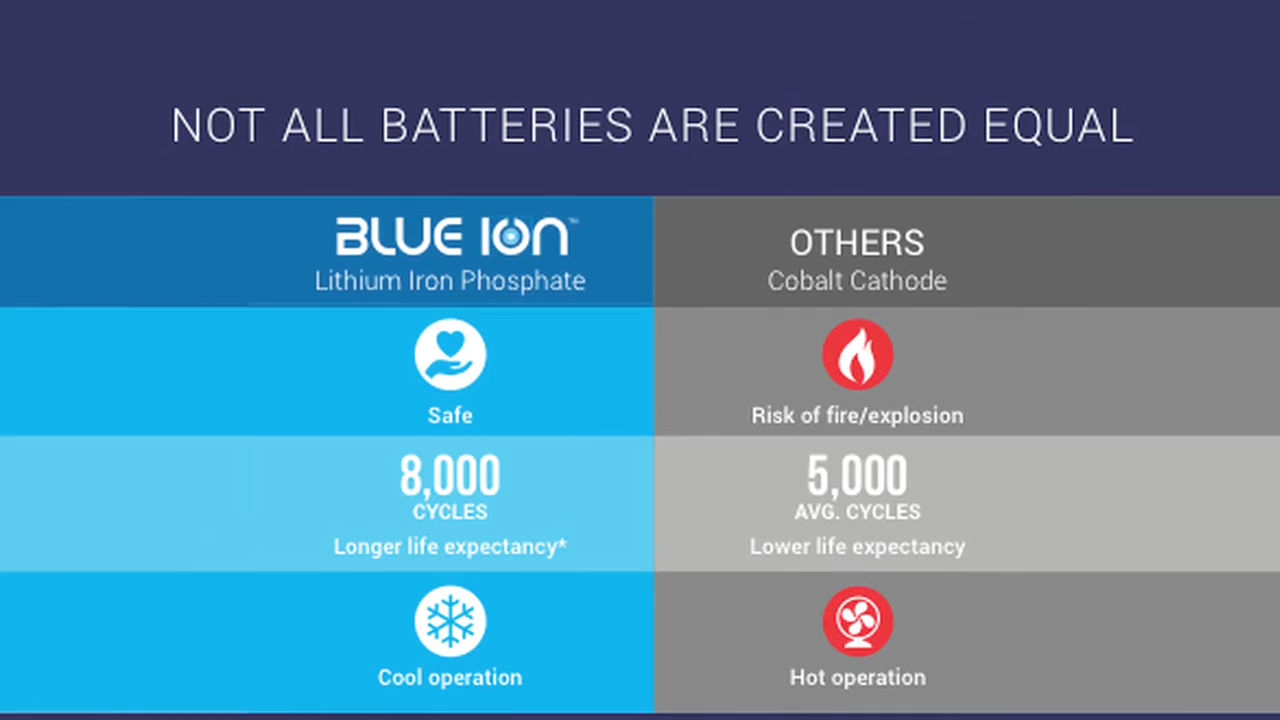 NOT ALL BATTERIES ARE CREATED EQUAL
BLUE ION™
Lithium Iron Phosphate
OTHERS
Cobalt Cathode
Safe
Risk of fire/explosion
8,000
CYCLES
Longer life expectancy*
5,000
AVG. CYCLES
Lower life expectancy
Cool operation
Hot operation